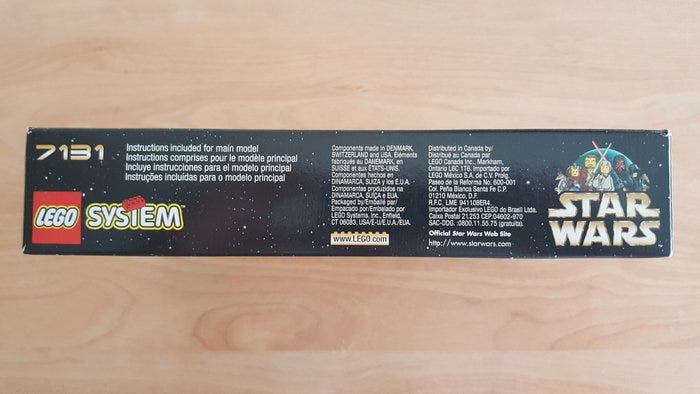 7131
Instructions included for main model
Instructions comprises pour le modèle principal
Incluye instrucciones para el modelo principal
Instruções incluídas para o modelo principal
LEGO SYSTEM
Components made in DENMARK,
SWITZERLAND and USA. Eléments
fabriqués au DANEMARK, en
SUISSE et aux ÉTATS-UNIS.
Componentes hechos en
DINAMARCA, SUIZA y los E.U.A.
Componentes produzidos na
DINAMARCA, SUÍÇA e EUA.
Packaged by/Emballé par/
Empacado por/Embalado por
LEGO Systems, Inc., Enfield,
CT 06083, USA/É-U/E.U.A./EUA.
www.LEGO.com
Distributed in Canada by/
Distribué au Canada par
LEGO Canada Inc., Markham,
Ontario L6C 1T6. Importado por
LEGO México S.A. de C.V. Prolg.
Paseo de la Reforma No. 600-001
Col. Peña Blanca Santa Fe C.P.
01210 México, D.F.
R.F.C. LME 941108ER4
Importador Exclusivo LEGO do Brasil Ltda.
Caixa Postal 21.253 CEP:04602-970
SAC-DDG.:0800.11.55.75 (gratuita).
Official Star Wars Web Site
http://www.starwars.com
STAR
WARS